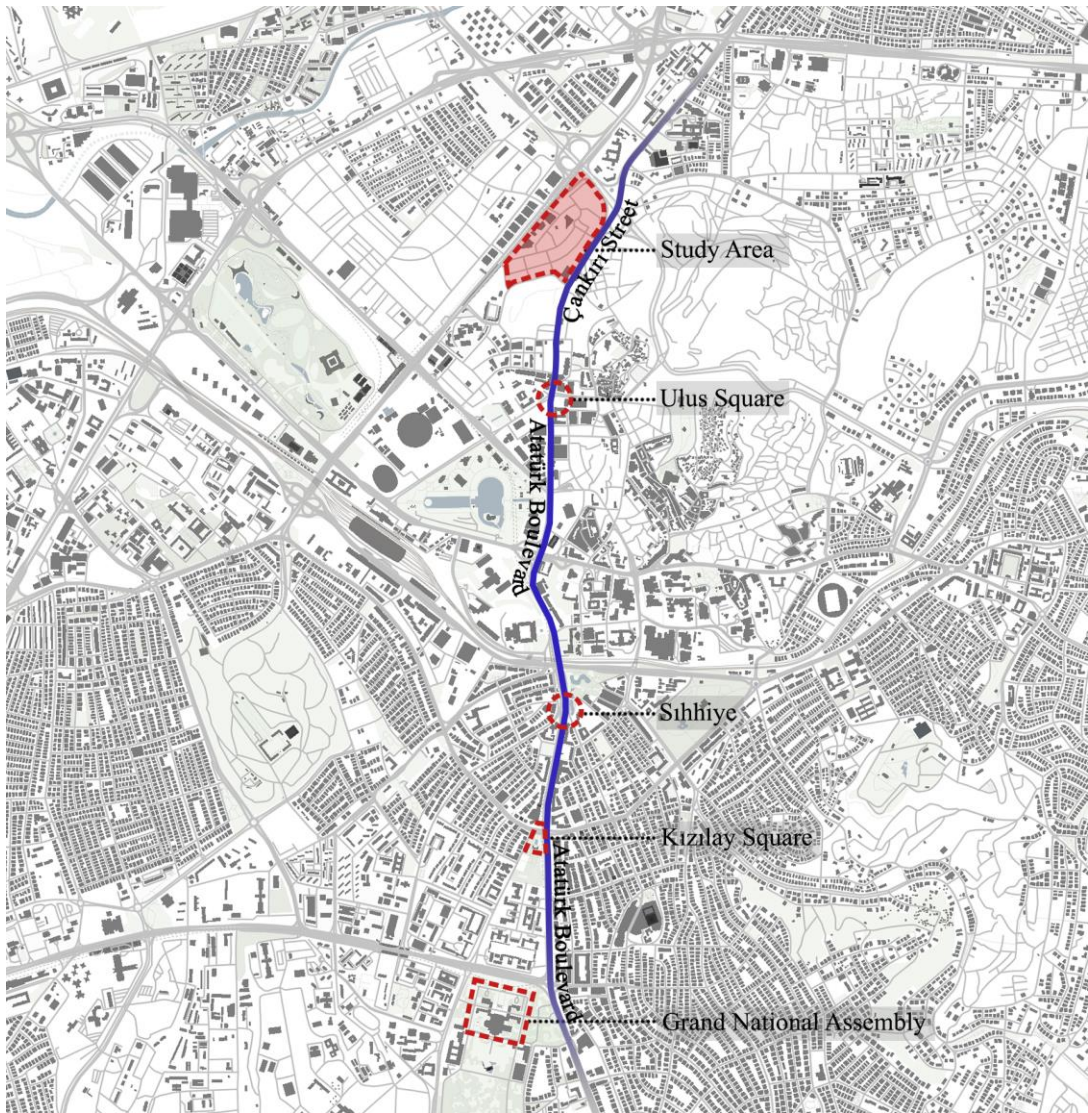 Çankırı Street
Study Area
Ulus Square
Atatürk Boulevard
Sıhhiye
Kızılay Square
Atatürk Boulevard
Grand National Assembly